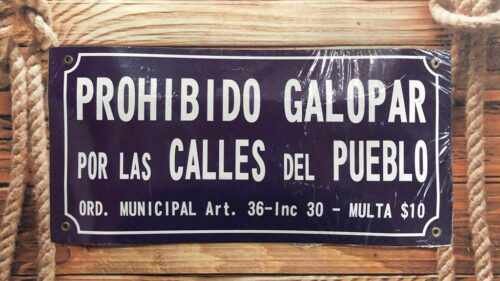 PROHIBIDO GALOPAR
POR LAS CALLES DEL PUEBLO
ORD. MUNICIPAL Art. 36-Inc 30 - MULTA $10